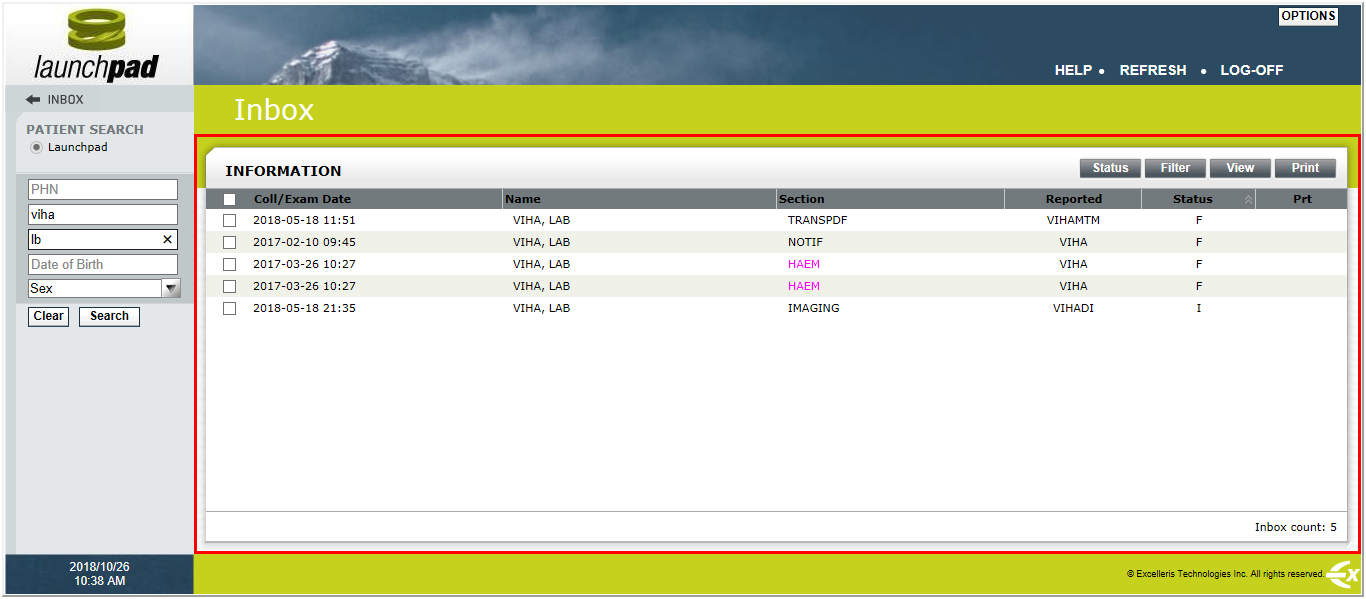 OPTIONS
launchpad
HELP • REFRESH • LOG-OFF
INBOX
Inbox
PATIENT SEARCH
Launchpad
PHN
viha
lb ✕
Date of Birth
Sex
Clear Search
INFORMATION Status Filter View Print
Coll/Exam Date Name Section Reported Status Prt
2018-05-18 11:51 VIHA, LAB TRANSPDF VIHAMTM F
2017-02-10 09:45 VIHA, LAB NOTIF VIHA F
2017-03-26 10:27 VIHA, LAB HAEM VIHA F
2017-03-26 10:27 VIHA, LAB HAEM VIHA F
2018-05-18 21:35 VIHA, LAB IMAGING VIHADI I
Inbox count: 5
2018/10/26
10:38 AM
© Excelleris Technologies Inc. All rights reserved.